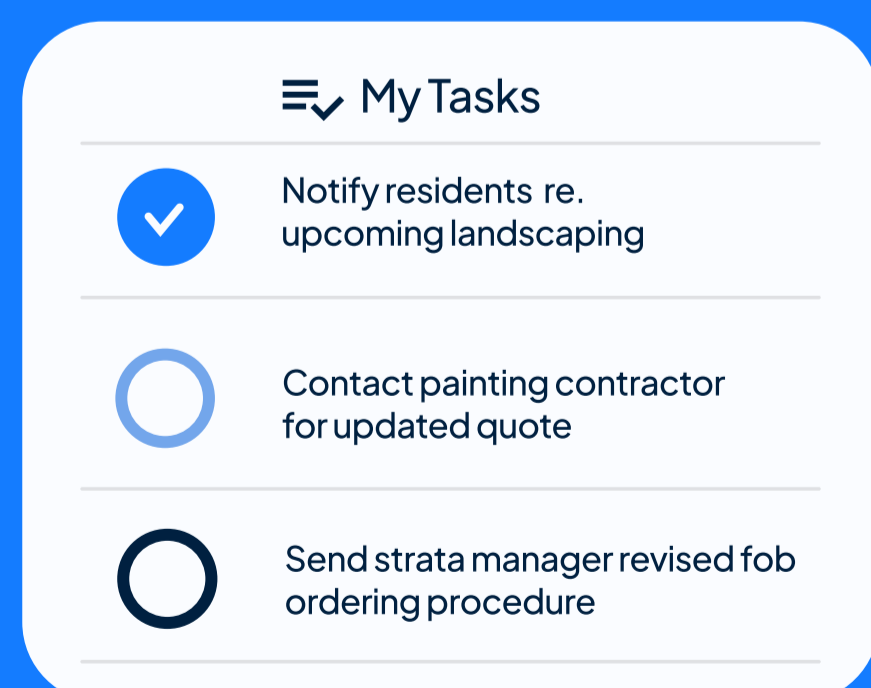 My Tasks
Notify residents re.
upcoming landscaping
Contact painting contractor
for updated quote
Send strata manager revised fob
ordering procedure